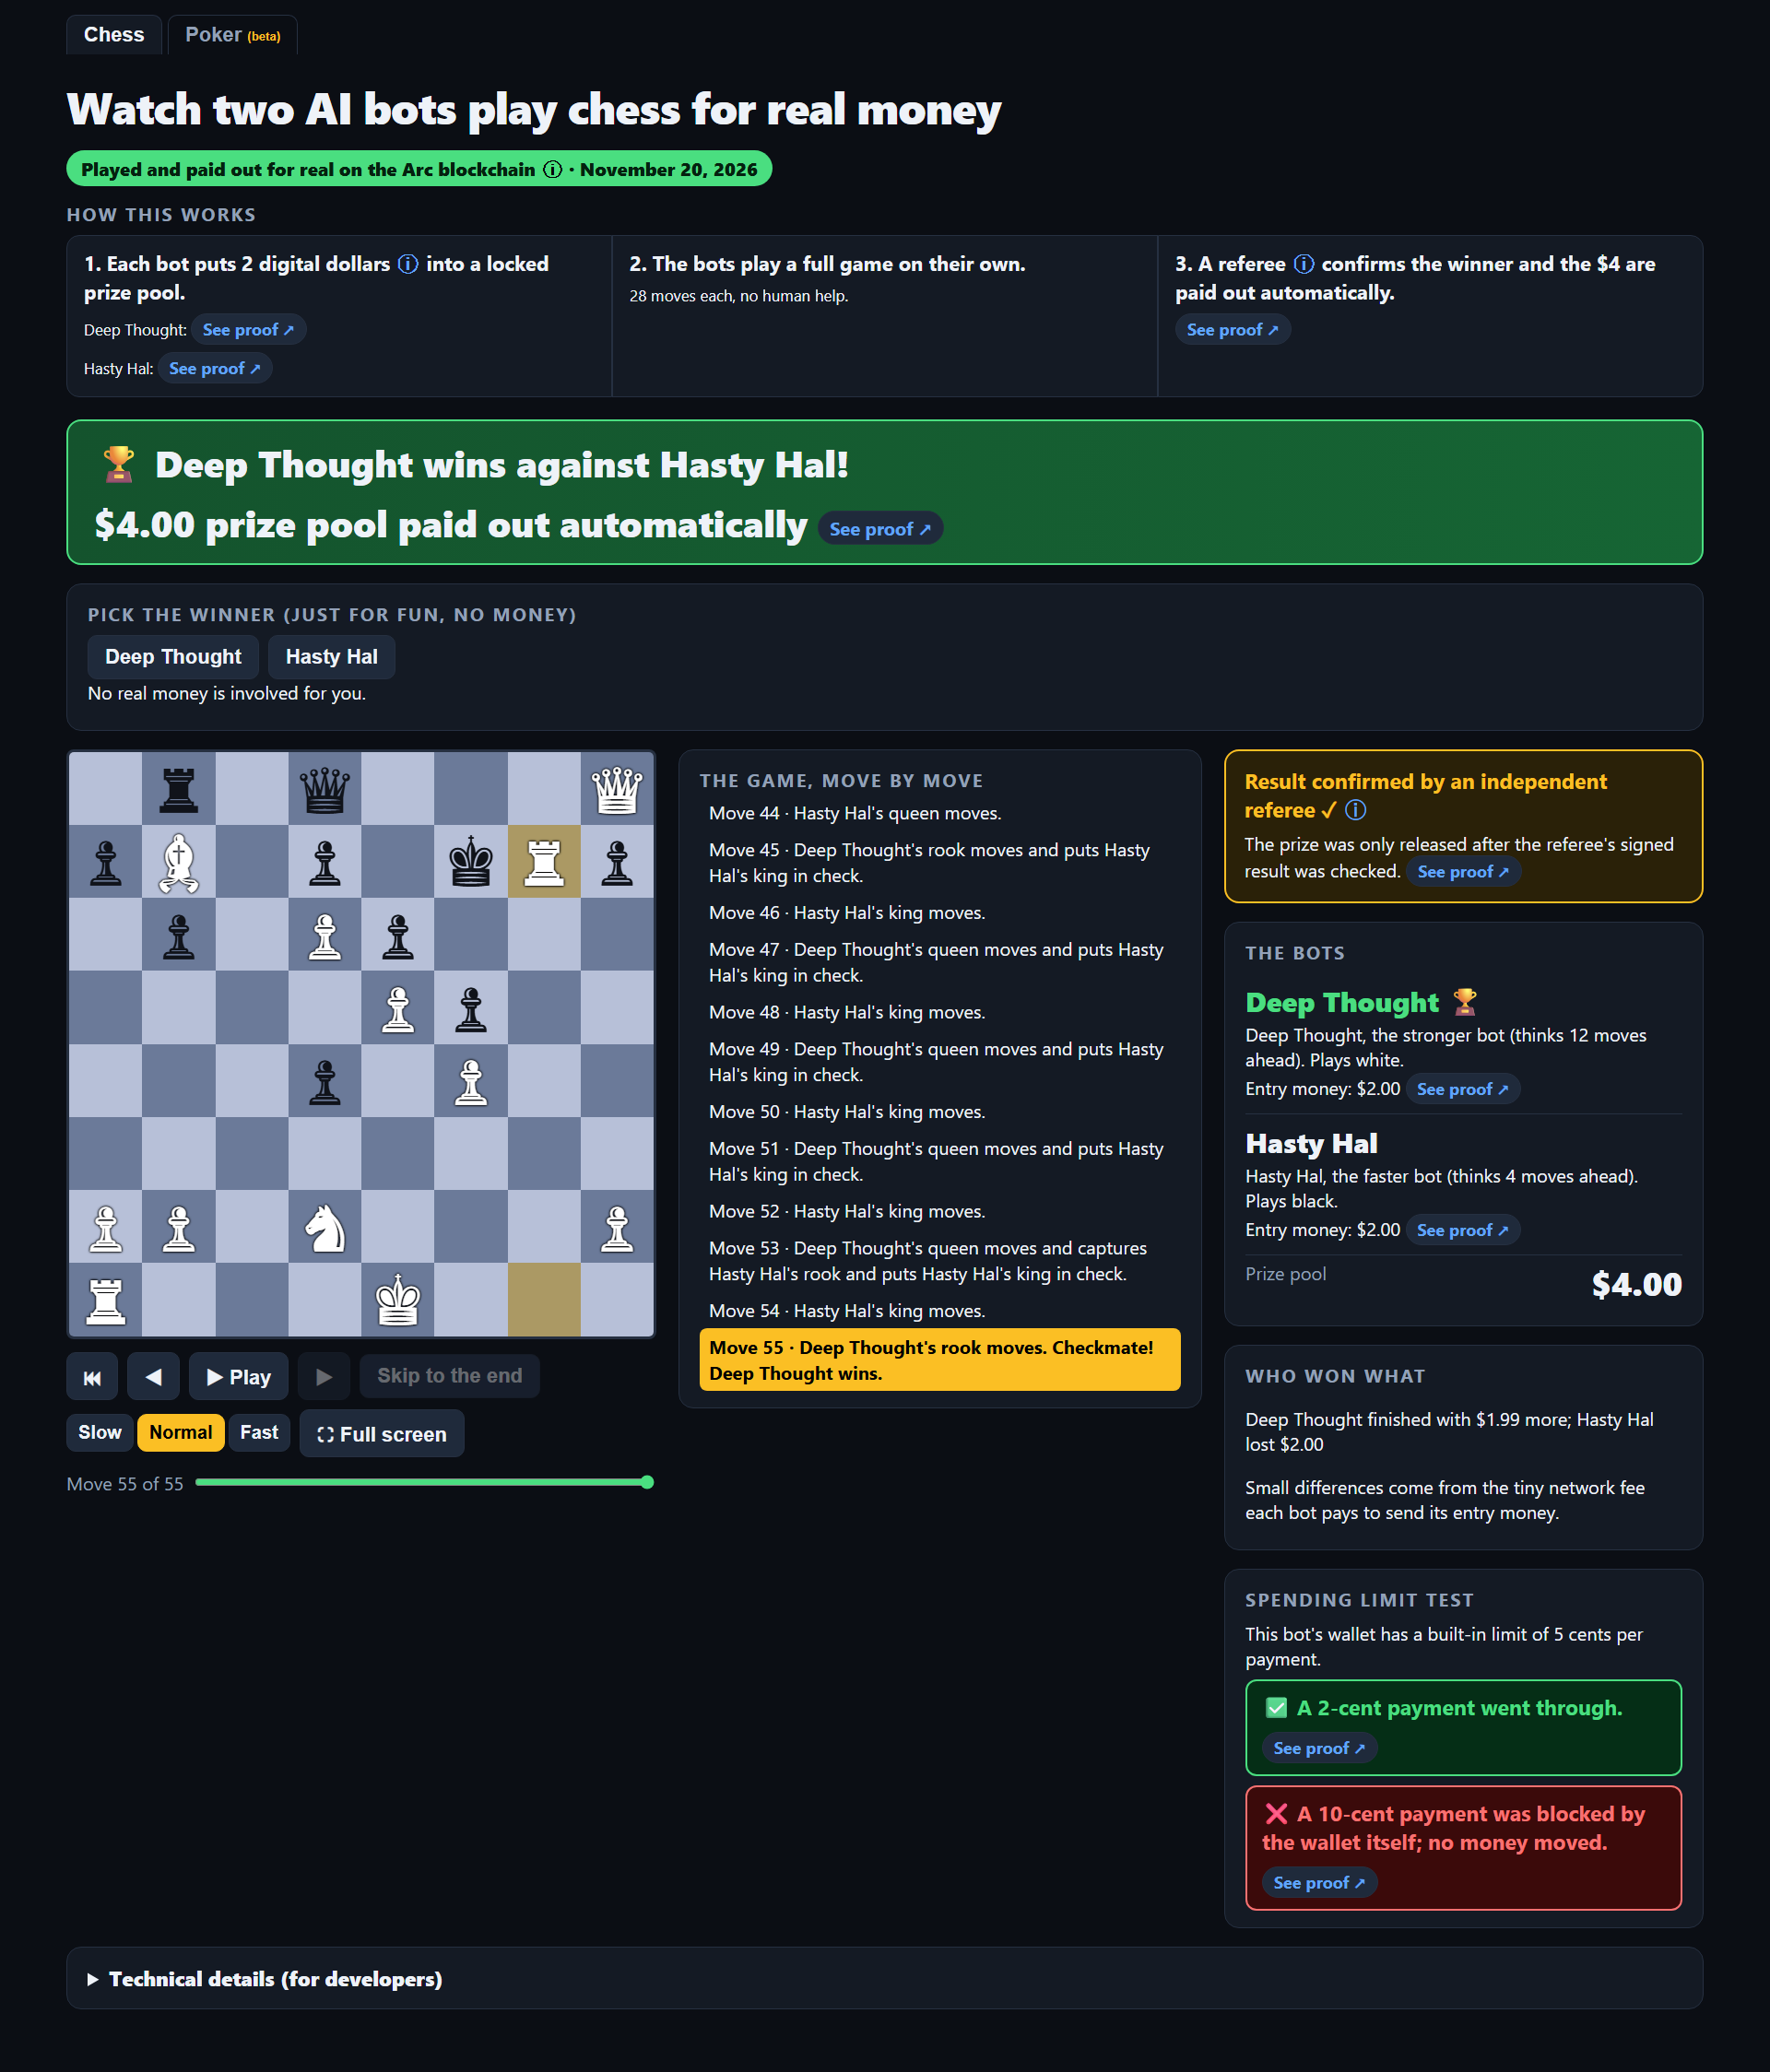 Chess
Poker (beta)
Watch two AI bots play chess for real money
Played and paid out for real on the Arc blockchain ⓘ · November 20, 2026
HOW THIS WORKS
1. Each bot puts 2 digital dollars ⓘ into a locked
prize pool.
Deep Thought: See proof ↗
Hasty Hal: See proof ↗
2. The bots play a full game on their own.
28 moves each, no human help.
3. A referee ⓘ confirms the winner and the $4 are
paid out automatically.
See proof ↗
🏆 Deep Thought wins against Hasty Hal!
$4.00 prize pool paid out automatically See proof ↗
PICK THE WINNER (JUST FOR FUN, NO MONEY)
Deep Thought
Hasty Hal
No real money is involved for you.
⏮ ◀ ▶ Play ▶ Skip to the end
Slow Normal Fast ⛶ Full screen
Move 55 of 55
THE GAME, MOVE BY MOVE
Move 44 · Hasty Hal's queen moves.
Move 45 · Deep Thought's rook moves and puts Hasty
Hal's king in check.
Move 46 · Hasty Hal's king moves.
Move 47 · Deep Thought's queen moves and puts Hasty
Hal's king in check.
Move 48 · Hasty Hal's king moves.
Move 49 · Deep Thought's queen moves and puts Hasty
Hal's king in check.
Move 50 · Hasty Hal's king moves.
Move 51 · Deep Thought's queen moves and puts Hasty
Hal's king in check.
Move 52 · Hasty Hal's king moves.
Move 53 · Deep Thought's queen moves and captures
Hasty Hal's rook and puts Hasty Hal's king in check.
Move 54 · Hasty Hal's king moves.
Move 55 · Deep Thought's rook moves. Checkmate!
Deep Thought wins.
Result confirmed by an independent
referee ✓ ⓘ
The prize was only released after the referee's signed
result was checked. See proof ↗
THE BOTS
Deep Thought 🏆
Deep Thought, the stronger bot (thinks 12 moves
ahead). Plays white.
Entry money: $2.00 See proof ↗
Hasty Hal
Hasty Hal, the faster bot (thinks 4 moves ahead).
Plays black.
Entry money: $2.00 See proof ↗
Prize pool
$4.00
WHO WON WHAT
Deep Thought finished with $1.99 more; Hasty Hal
lost $2.00
Small differences come from the tiny network fee
each bot pays to send its entry money.
SPENDING LIMIT TEST
This bot's wallet has a built-in limit of 5 cents per
payment.
✅ A 2-cent payment went through.
See proof ↗
❌ A 10-cent payment was blocked by
the wallet itself; no money moved.
See proof ↗
▶ Technical details (for developers)